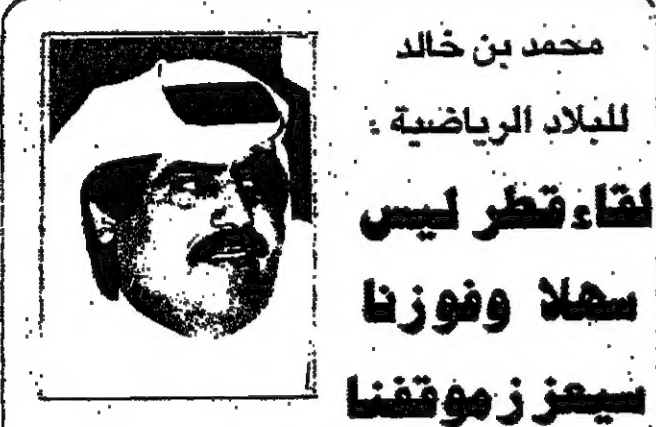 محمد بن خالد
للبلاد الرياضية :
لقاء قطر ليس
سهلا وفوزنا
سيعزز موقفنا